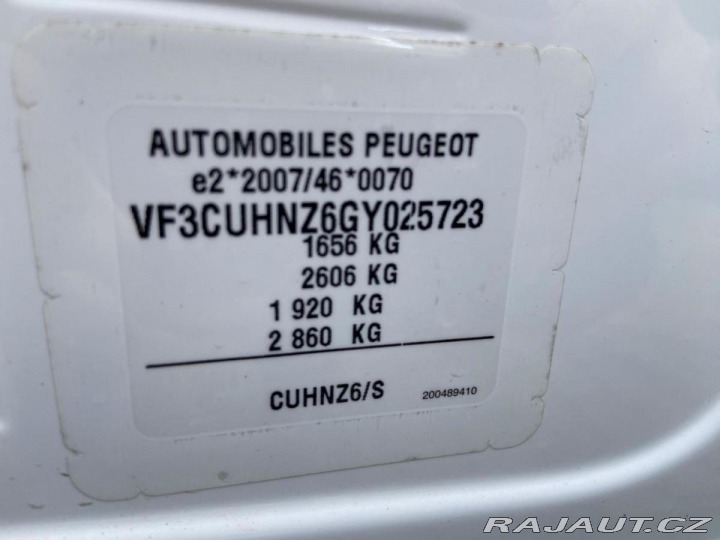 AUTOMOBILES PEUGEOT
e2*2007/46*0070
VF3CUHNZ6GY025723
1656 KG
2606 KG
1 920 KG
2 860 KG
CUHNZ6/S 200489410
RAJAUT.CZ